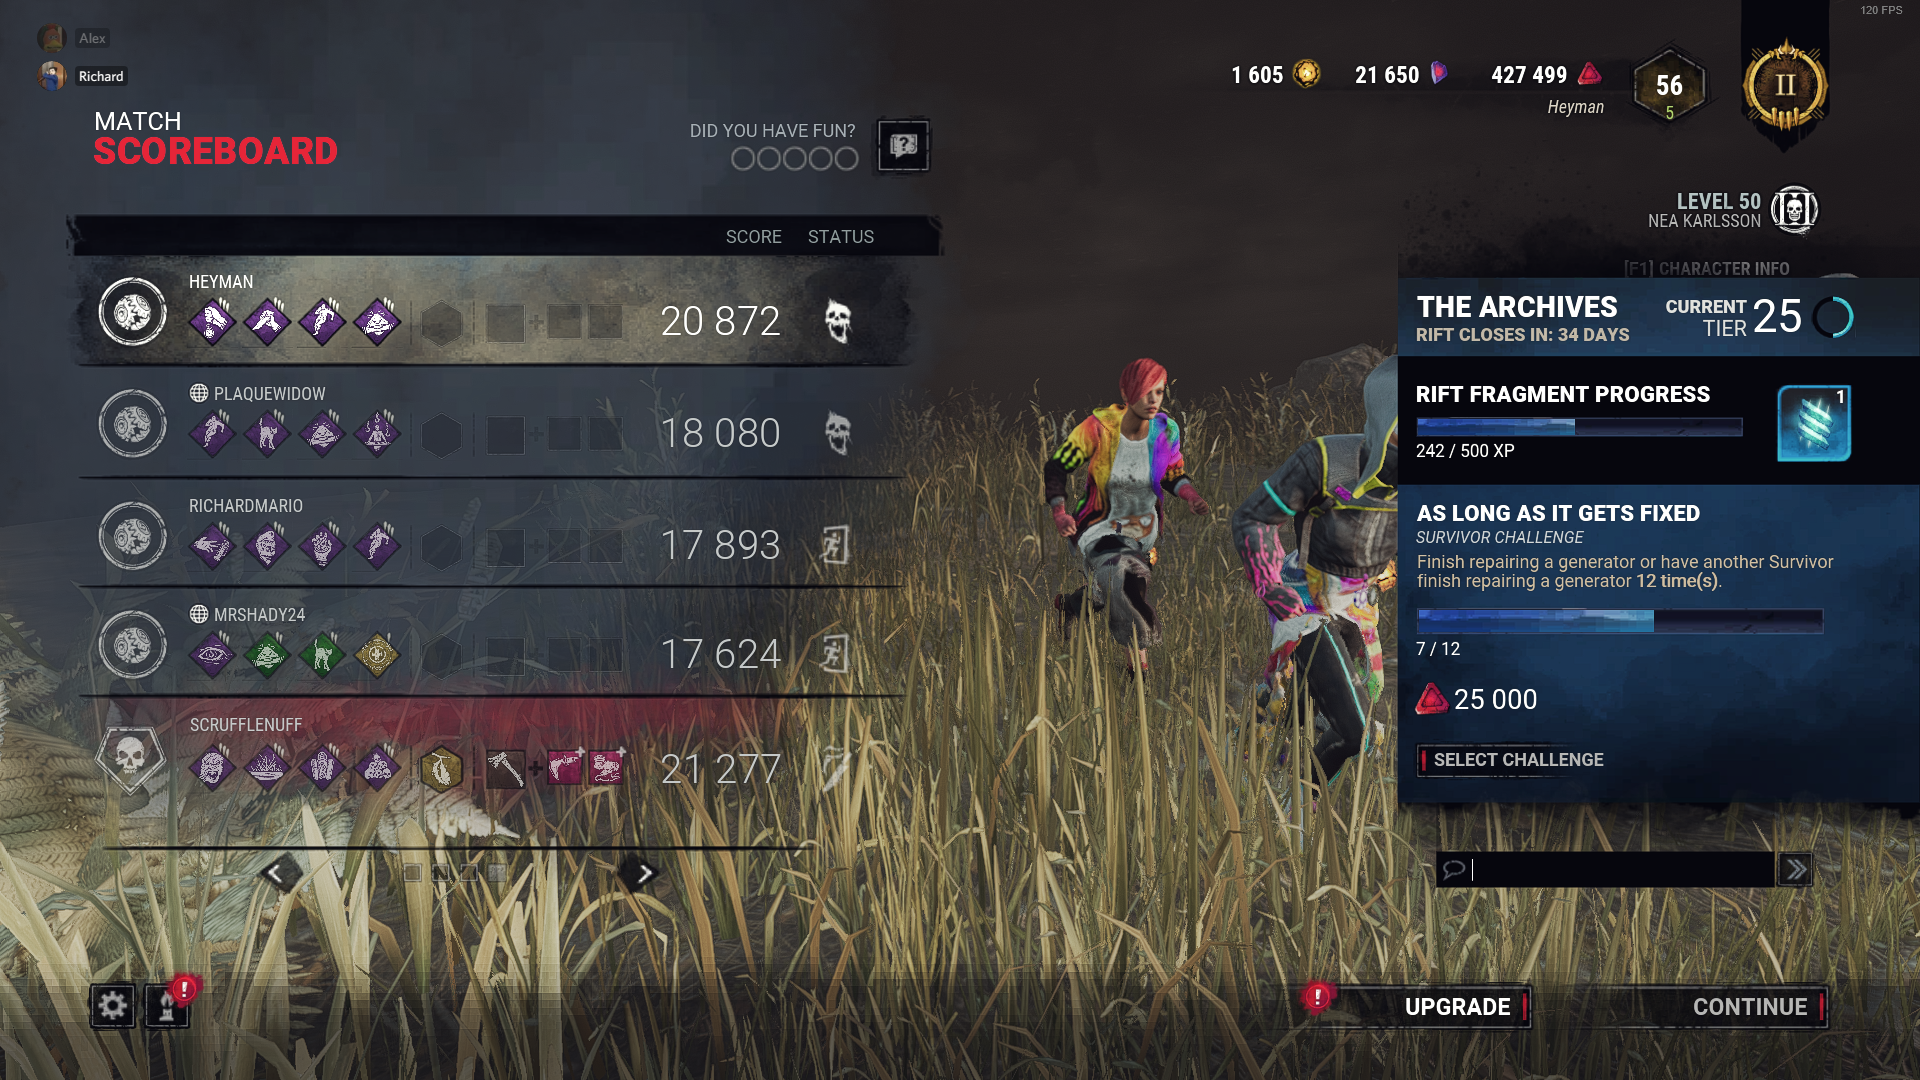 120 FPS
Alex
Richard
MATCH
SCOREBOARD
DID YOU HAVE FUN?
1 605
21 650
427 499
Heyman
56
5
II
LEVEL 50
NEA KARLSSON
[F1] CHARACTER INFO
SCORE STATUS
HEYMAN
20 872
PLAQUEWIDOW
18 080
RICHARDMARIO
17 893
MRSHADY24
17 624
SCRUFFLENUFF
21 277
THE ARCHIVES
RIFT CLOSES IN: 34 DAYS
CURRENT
TIER 25
RIFT FRAGMENT PROGRESS
1
242 / 500 XP
AS LONG AS IT GETS FIXED
SURVIVOR CHALLENGE
Finish repairing a generator or have another Survivor
finish repairing a generator 12 time(s).
7 / 12
25 000
SELECT CHALLENGE
!
!
UPGRADE
CONTINUE